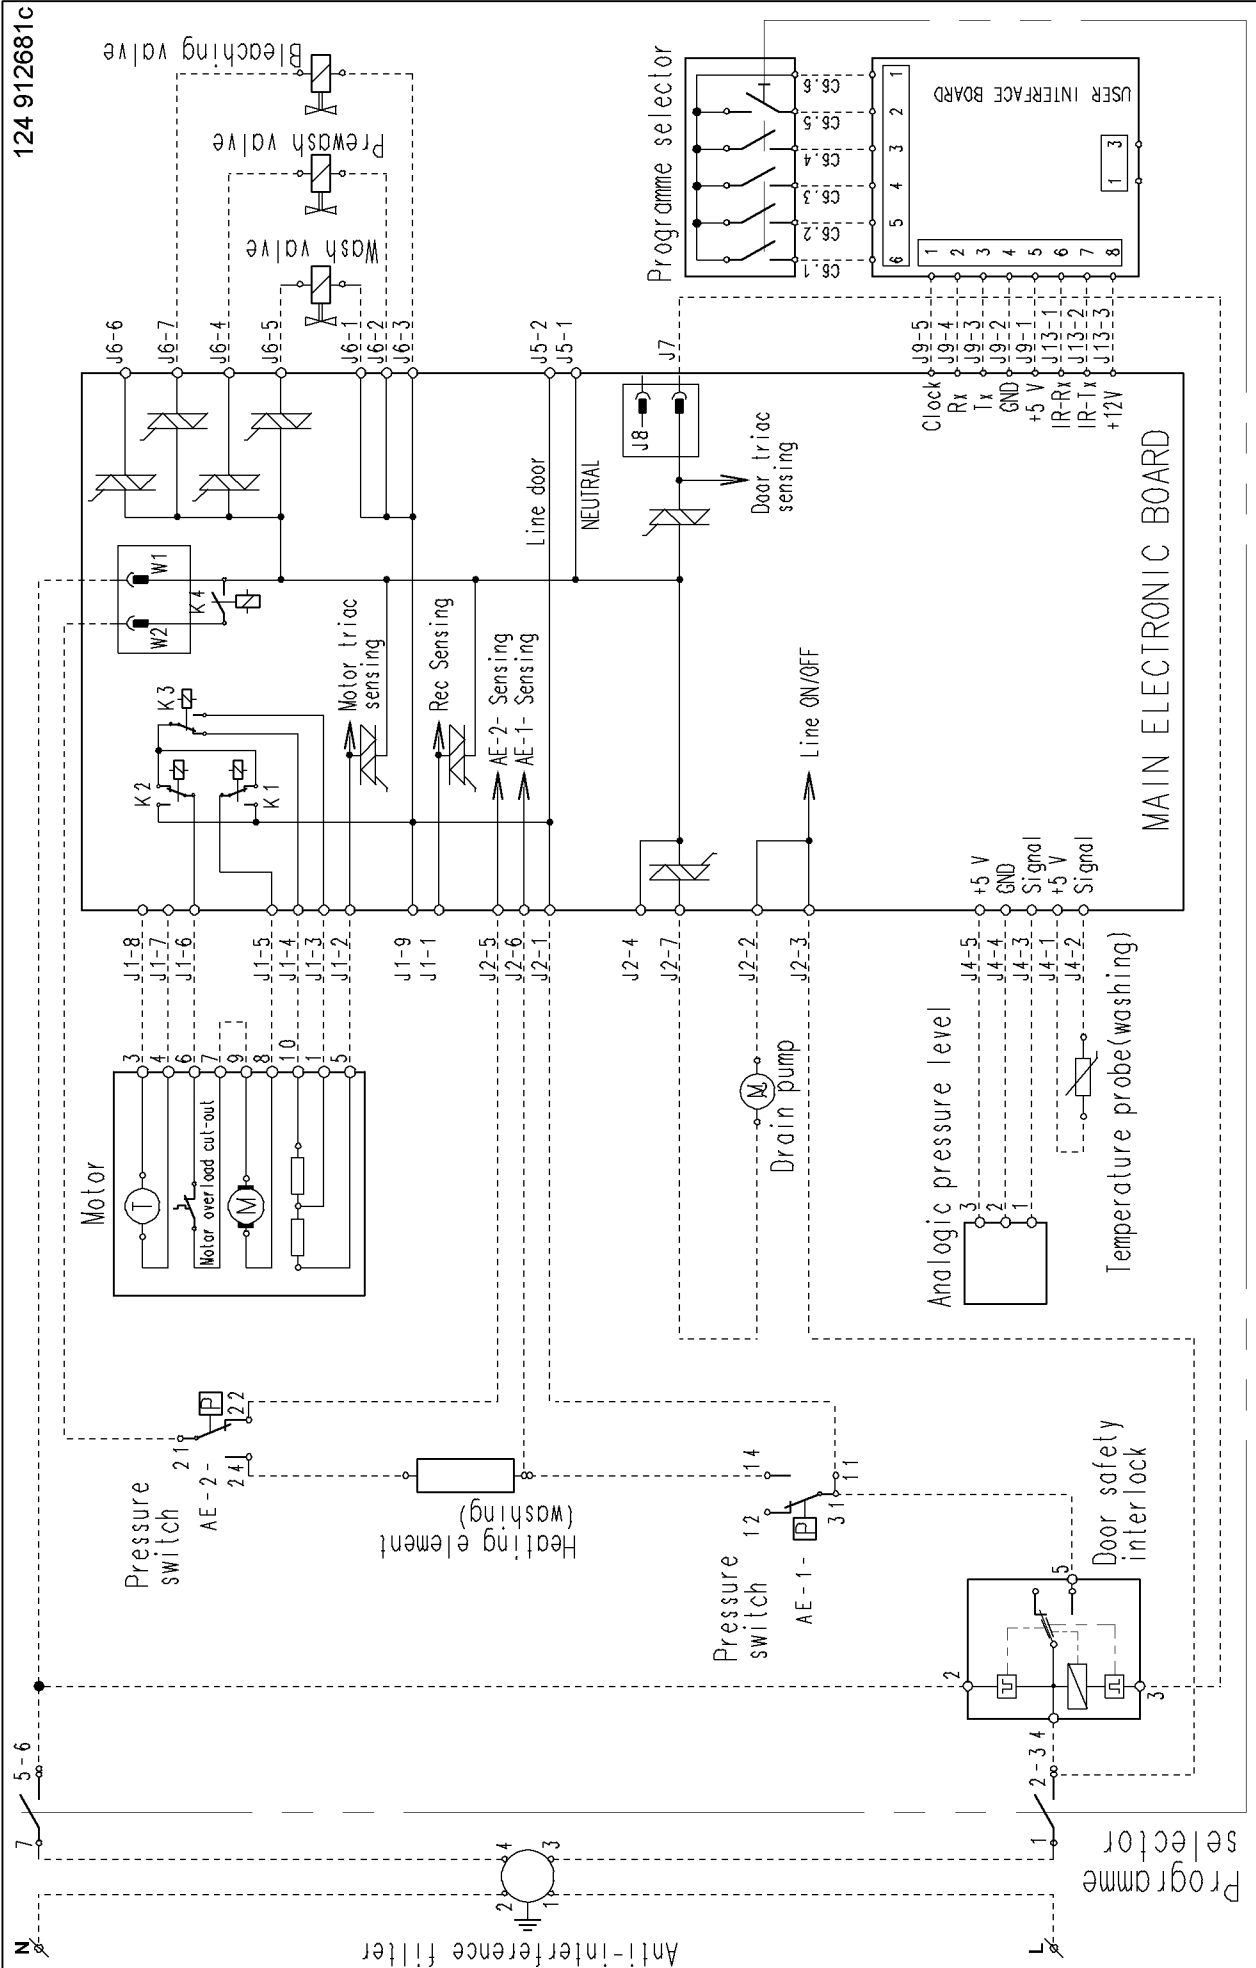 124 912681c
Bleaching valve
Prewash valve
Wash valve
J6-6
J6-7
J6-4
J6-5
J6-1
J6-2
J6-3
J5-2
J5-1
J7
Programme selector
C6.6
C6.5
C6.4
C6.3
C6.2
C6.1
1
2
3
4
5
6
USER INTERFACE BOARD
1 3
1
2
3
4
5
6
7
8
J9-5
J9-4
J9-3
J9-2
J9-1
J13-1
J13-2
J13-3
Clock
Rx
Tx
GND
+5 V
IR-Rx
IR-Tx
+12V
W1
W2
K4
K3
K2
K1
Line door
NEUTRAL
J8
Door triac
sensing
Motor triac
sensing
Rec Sensing
AE-2- Sensing
AE-1- Sensing
Line ON/OFF
MAIN ELECTRONIC BOARD
+5 V
GND
Signal
+5 V
Signal
J1-8
J1-7
J1-6
J1-5
J1-4
J1-3
J1-2
J1-9
J1-1
J2-5
J2-6
J2-1
J2-4
J2-7
J2-2
J2-3
J4-5
J4-4
J4-3
J4-1
J4-2
Motor
3
4
6
7
9
8
10
1
5
T
Motor overload cut-out
M
M
Drain pump
Analogic pressure level
3
2
1
Temperature probe(washing)
Pressure
switch
AE-2-
21
22
24
P
Heating element
(washing)
Pressure
switch
AE-1-
14
12
11
31
P
Door safety
interlock
2
5
3
4
7
5-6
1
2-3
Programme
selector
4
3
2
1
Anti-interference filter
N
L